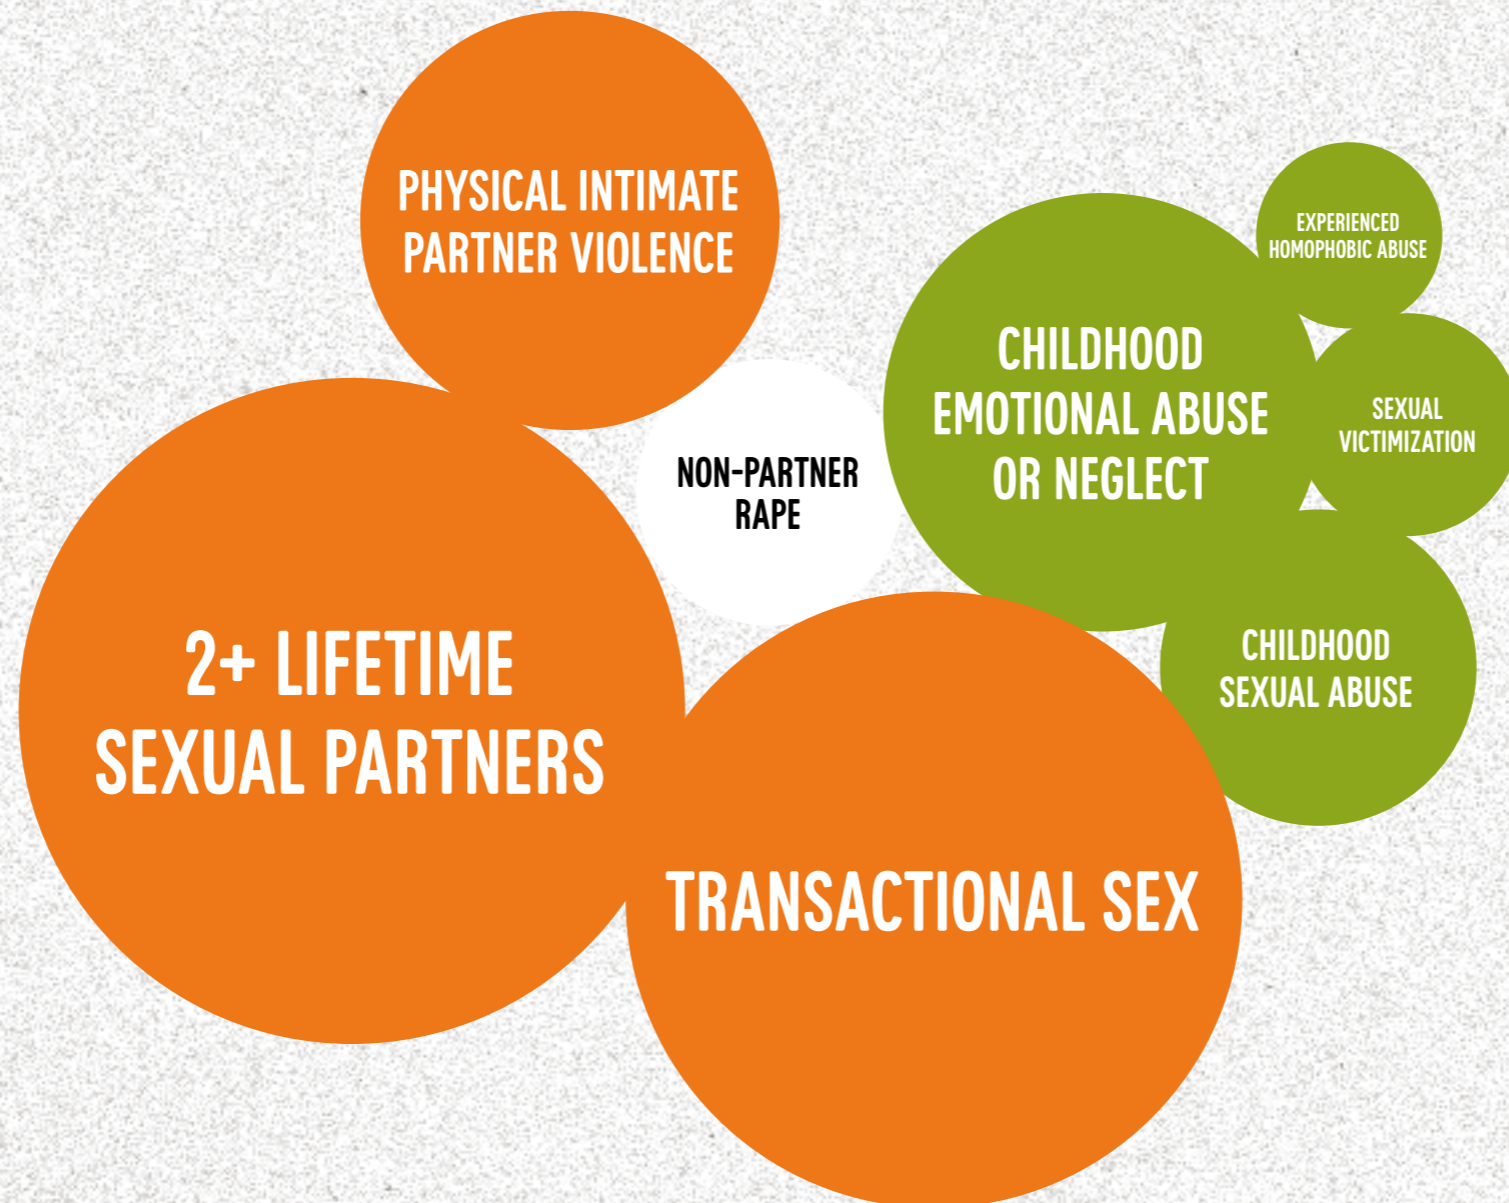 PHYSICAL INTIMATE
PARTNER VIOLENCE
EXPERIENCED
HOMOPHOBIC ABUSE
CHILDHOOD
EMOTIONAL ABUSE
OR NEGLECT
SEXUAL
VICTIMIZATION
NON-PARTNER
RAPE
CHILDHOOD
SEXUAL ABUSE
2+ LIFETIME
SEXUAL PARTNERS
TRANSACTIONAL SEX